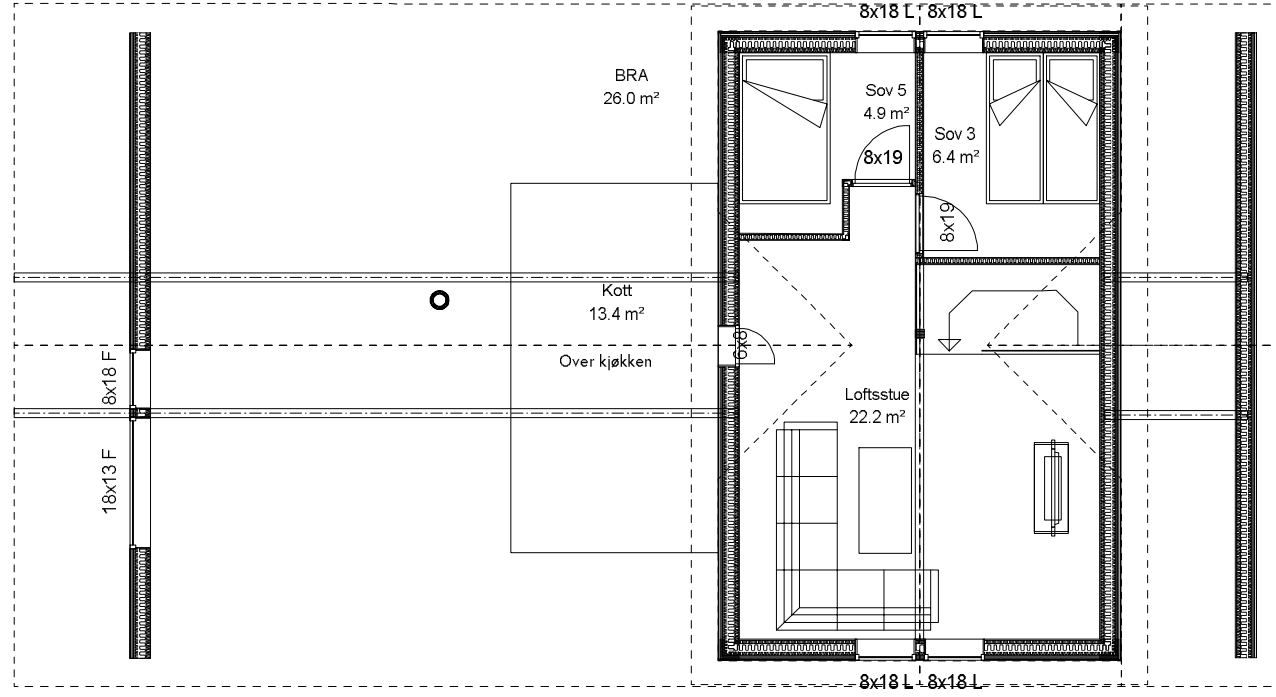 8x18 L 8x18 L
BRA
26.0 m²
Sov 5
4.9 m²
8x19
Sov 3
6.4 m²
8x19
Kott
13.4 m²
Over kjøkken
6x8
8x18 F
Loftsstue
22.2 m²
18x13 F
8x18 L 8x18 L